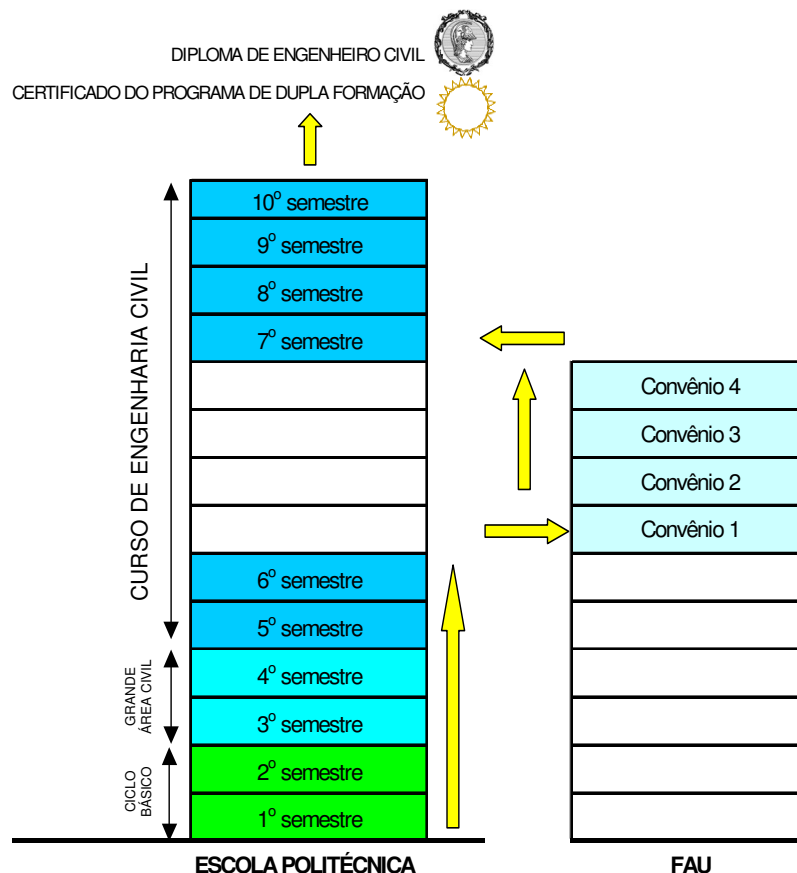 DIPLOMA DE ENGENHEIRO CIVIL
CERTIFICADO DO PROGRAMA DE DUPLA FORMAÇÃO
10º semestre
9º semestre
8º semestre
7º semestre
6º semestre
5º semestre
4º semestre
3º semestre
2º semestre
1º semestre
CURSO DE ENGENHARIA CIVIL
GRANDE
ÁREA CIVIL
CICLO
BÁSICO
Convênio 4
Convênio 3
Convênio 2
Convênio 1
ESCOLA POLITÉCNICA
FAU